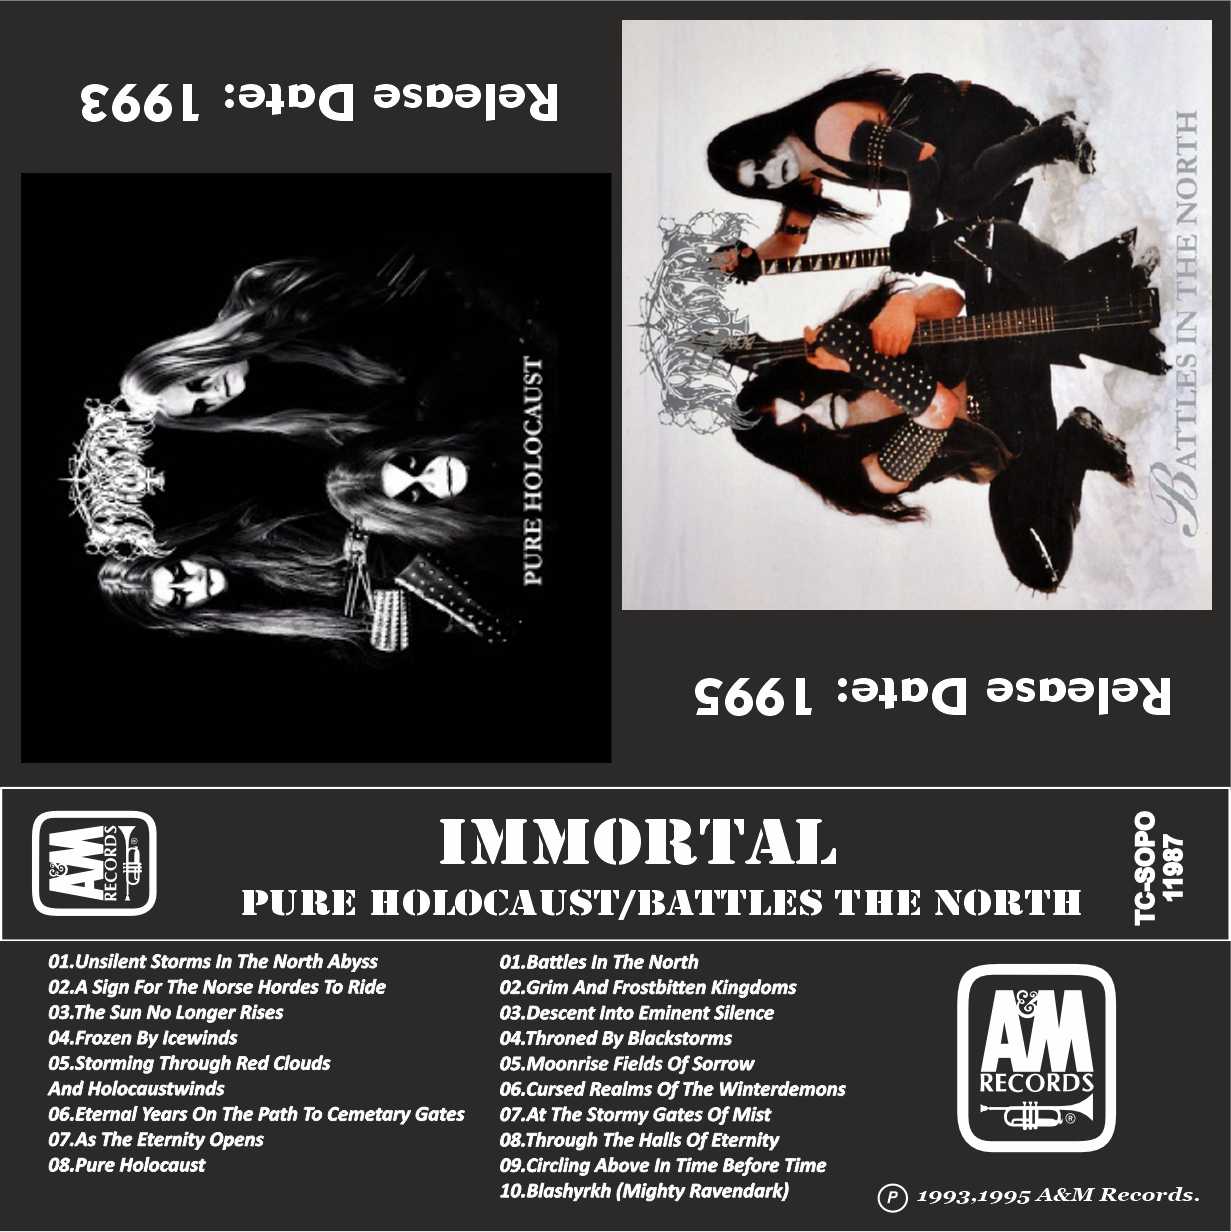 Release Date: 1993
IMMORTAL
PURE HOLOCAUST
IMMORTAL
BATTLES IN THE NORTH
Release Date: 1995
A&M
RECORDS
®
IMMORTAL
PURE HOLOCAUST/BATTLES THE NORTH
TC-SOPO
11987
01.Unsilent Storms In The North Abyss
02.A Sign For The Norse Hordes To Ride
03.The Sun No Longer Rises
04.Frozen By Icewinds
05.Storming Through Red Clouds
And Holocaustwinds
06.Eternal Years On The Path To Cemetary Gates
07.As The Eternity Opens
08.Pure Holocaust
01.Battles In The North
02.Grim And Frostbitten Kingdoms
03.Descent Into Eminent Silence
04.Throned By Blackstorms
05.Moonrise Fields Of Sorrow
06.Cursed Realms Of The Winterdemons
07.At The Stormy Gates Of Mist
08.Through The Halls Of Eternity
09.Circling Above In Time Before Time
10.Blashyrkh (Mighty Ravendark)
A&M
RECORDS
®
℗ 1993,1995 A&M Records.